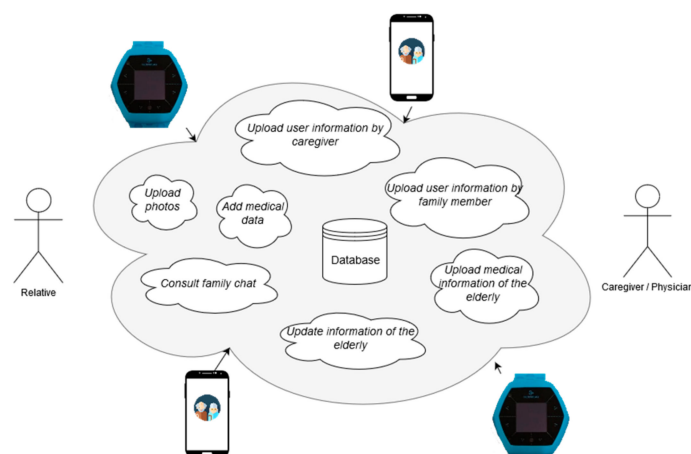 Upload user information by
caregiver
Upload
photos
Add medical
data
Upload user information by
family member
Database
Relative
Caregiver / Physician
Consult family chat
Upload medical
information of the
elderly
Update information of the
elderly